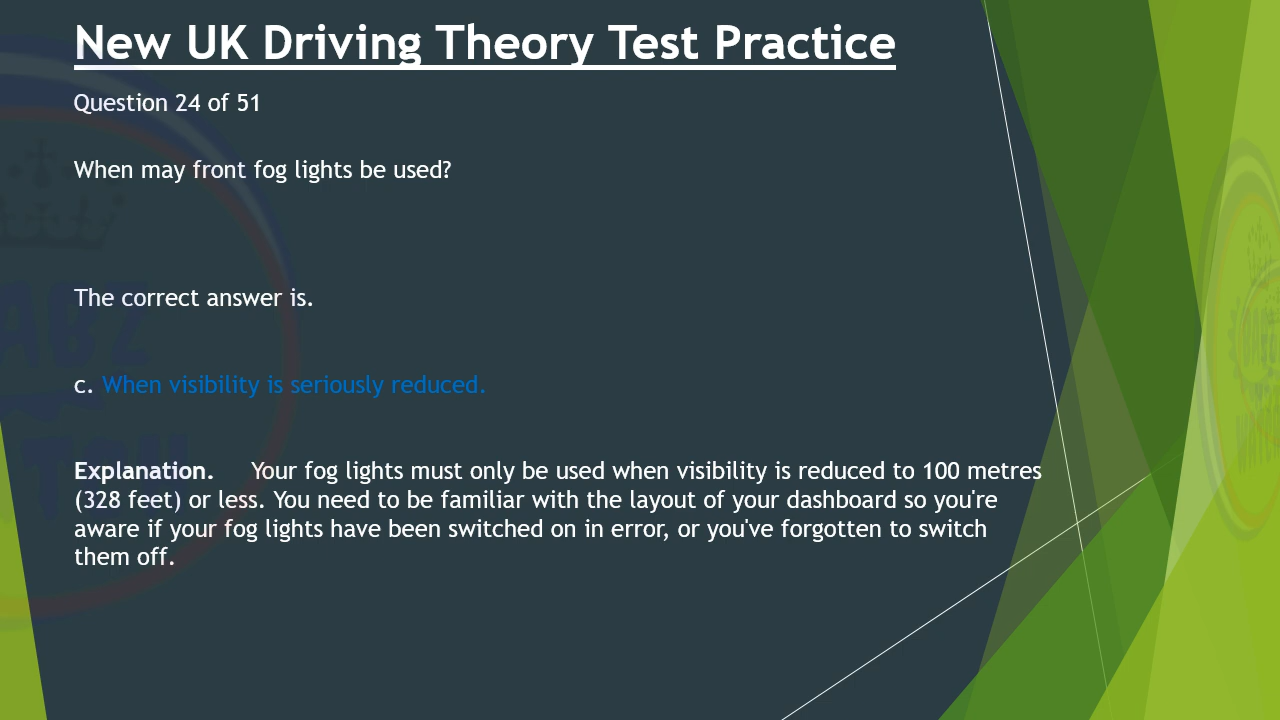 New UK Driving Theory Test Practice
Question 24 of 51
When may front fog lights be used?
The correct answer is.
c. When visibility is seriously reduced.
Explanation. Your fog lights must only be used when visibility is reduced to 100 metres
(328 feet) or less. You need to be familiar with the layout of your dashboard so you're
aware if your fog lights have been switched on in error, or you've forgotten to switch
them off.